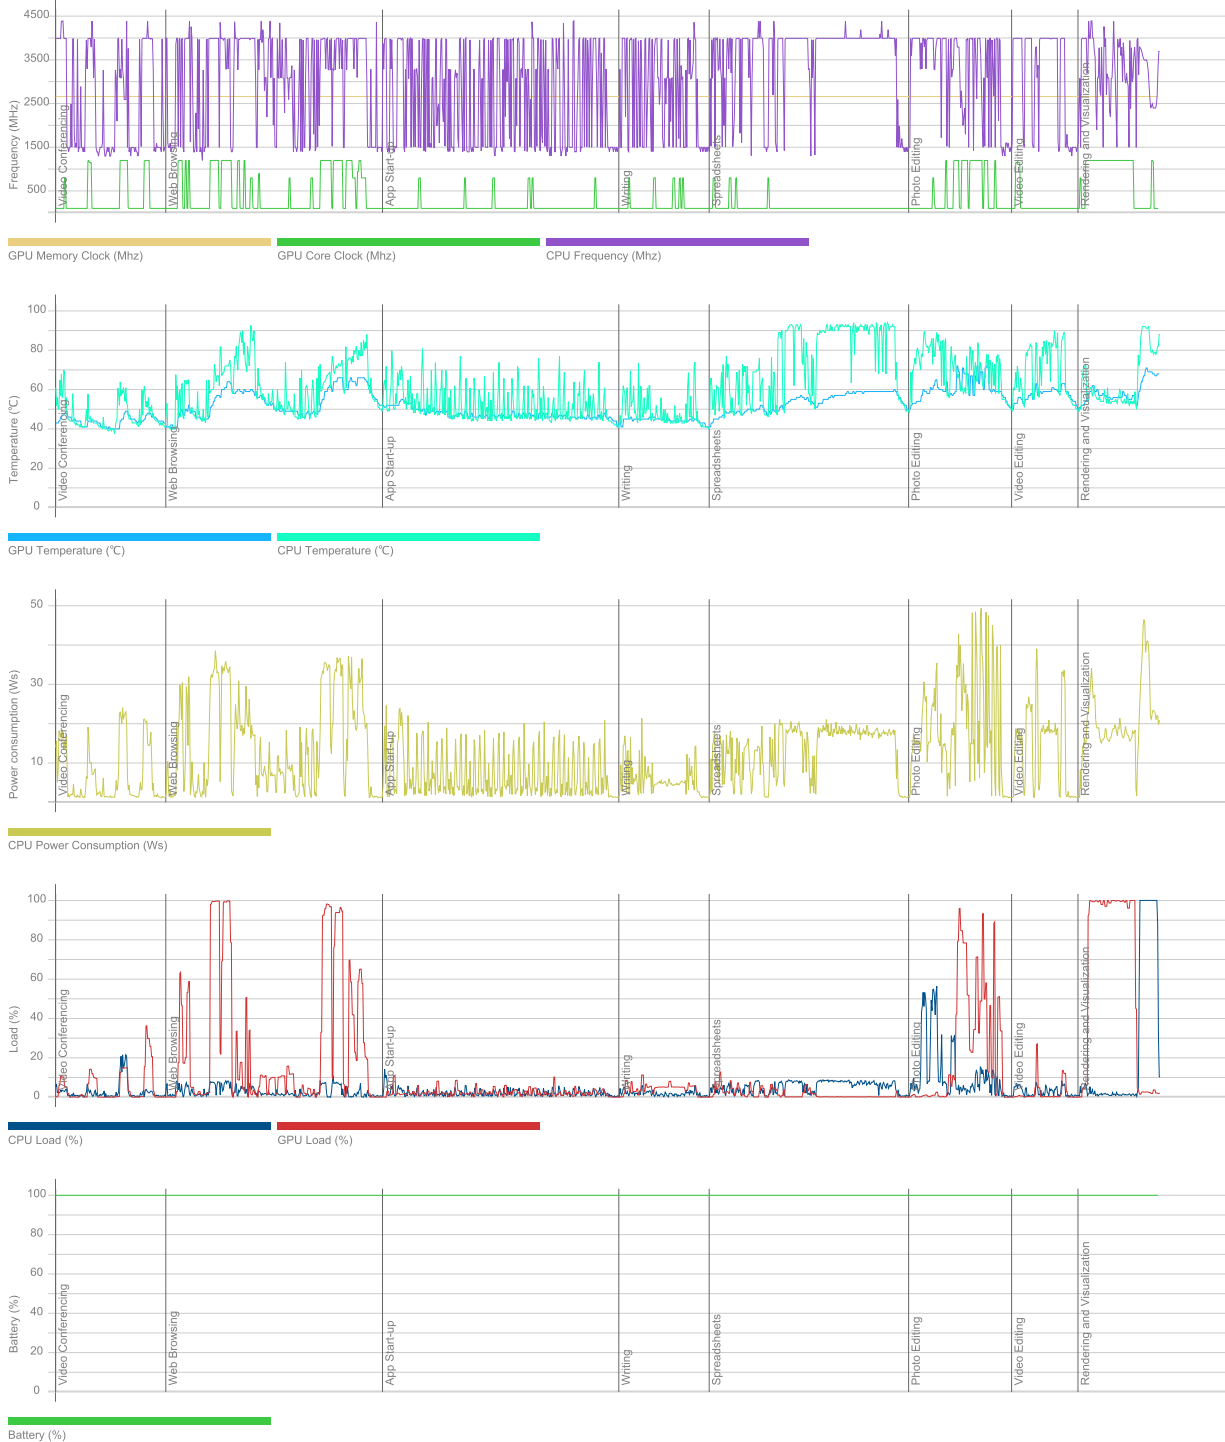 4500
3500
2500
1500
500
Frequency (MHz)
Video Conferencing
Web Browsing
App Start-up
Writing
Spreadsheets
Photo Editing
Video Editing
Rendering and Visualization
GPU Memory Clock (Mhz)
GPU Core Clock (Mhz)
CPU Frequency (Mhz)
100
80
60
40
20
0
Temperature (°C)
Video Conferencing
Web Browsing
App Start-up
Writing
Spreadsheets
Photo Editing
Video Editing
Rendering and Visualization
GPU Temperature (°C)
CPU Temperature (°C)
50
30
10
Power consumption (Ws)
Video Conferencing
Web Browsing
App Start-up
Writing
Spreadsheets
Photo Editing
Video Editing
Rendering and Visualization
CPU Power Consumption (Ws)
100
80
60
40
20
0
Load (%)
Video Conferencing
Web Browsing
App Start-up
Writing
Spreadsheets
Photo Editing
Video Editing
Rendering and Visualization
CPU Load (%)
GPU Load (%)
100
80
60
40
20
0
Battery (%)
Video Conferencing
Web Browsing
App Start-up
Writing
Spreadsheets
Photo Editing
Video Editing
Rendering and Visualization
Battery (%)